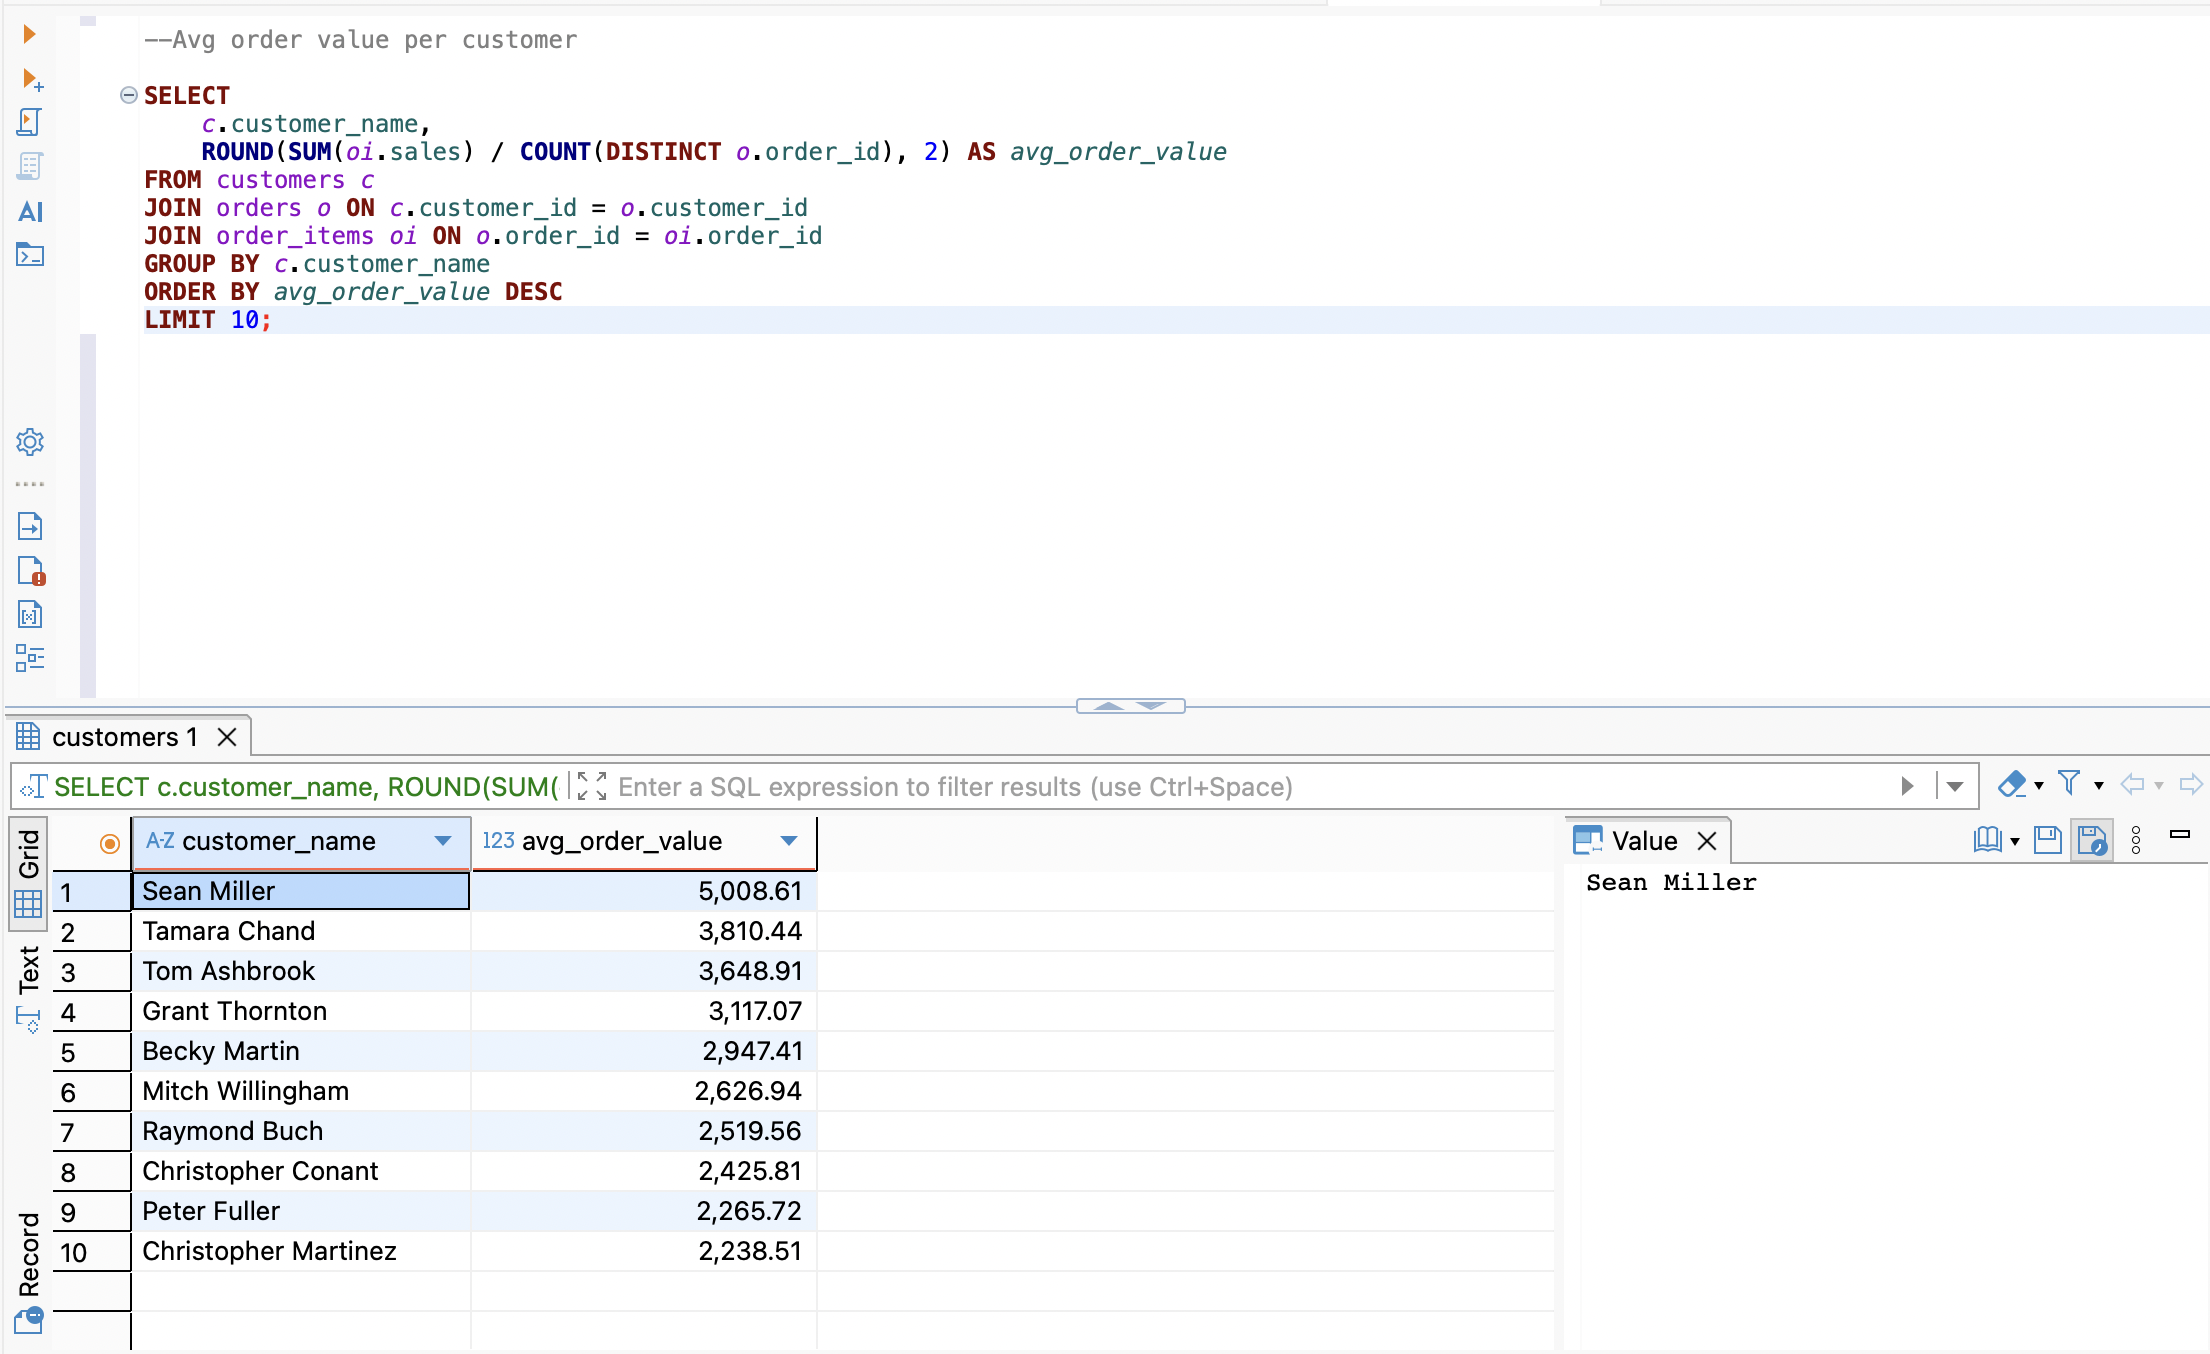 --Avg order value per customer
SELECT
c.customer_name,
ROUND(SUM(oi.sales) / COUNT(DISTINCT o.order_id), 2) AS avg_order_value
FROM customers c
JOIN orders o ON c.customer_id = o.customer_id
JOIN order_items oi ON o.order_id = oi.order_id
GROUP BY c.customer_name
ORDER BY avg_order_value DESC
LIMIT 10;
AI
customers 1
SELECT c.customer_name, ROUND(SUM( Enter a SQL expression to filter results (use Ctrl+Space)
Grid
Text
Record
A-Z customer_name 123 avg_order_value
1 Sean Miller 5,008.61
2 Tamara Chand 3,810.44
3 Tom Ashbrook 3,648.91
4 Grant Thornton 3,117.07
5 Becky Martin 2,947.41
6 Mitch Willingham 2,626.94
7 Raymond Buch 2,519.56
8 Christopher Conant 2,425.81
9 Peter Fuller 2,265.72
10 Christopher Martinez 2,238.51
Value
Sean Miller